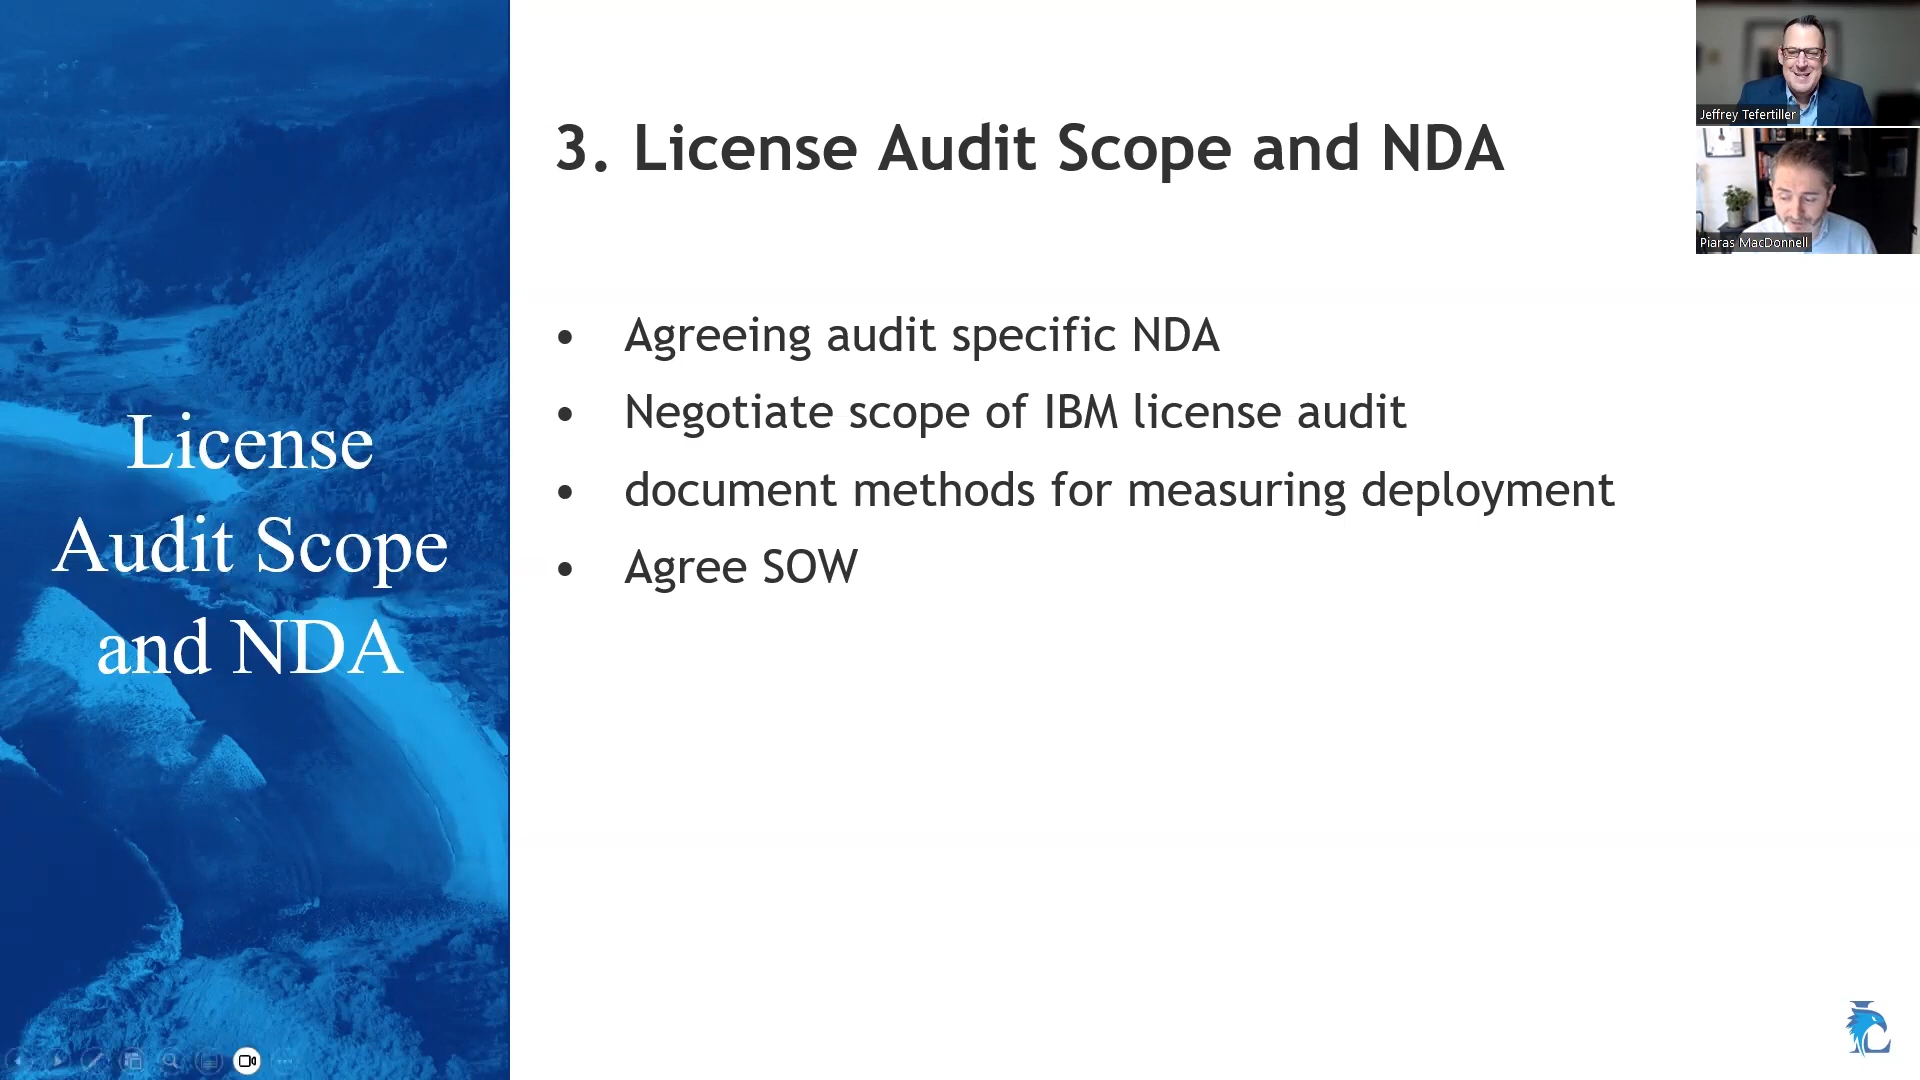 License
Audit Scope
and NDA
3. License Audit Scope and NDA
• Agreeing audit specific NDA
• Negotiate scope of IBM license audit
• document methods for measuring deployment
• Agree SOW
Jeffrey Tefertiller
Piaras MacDonnell